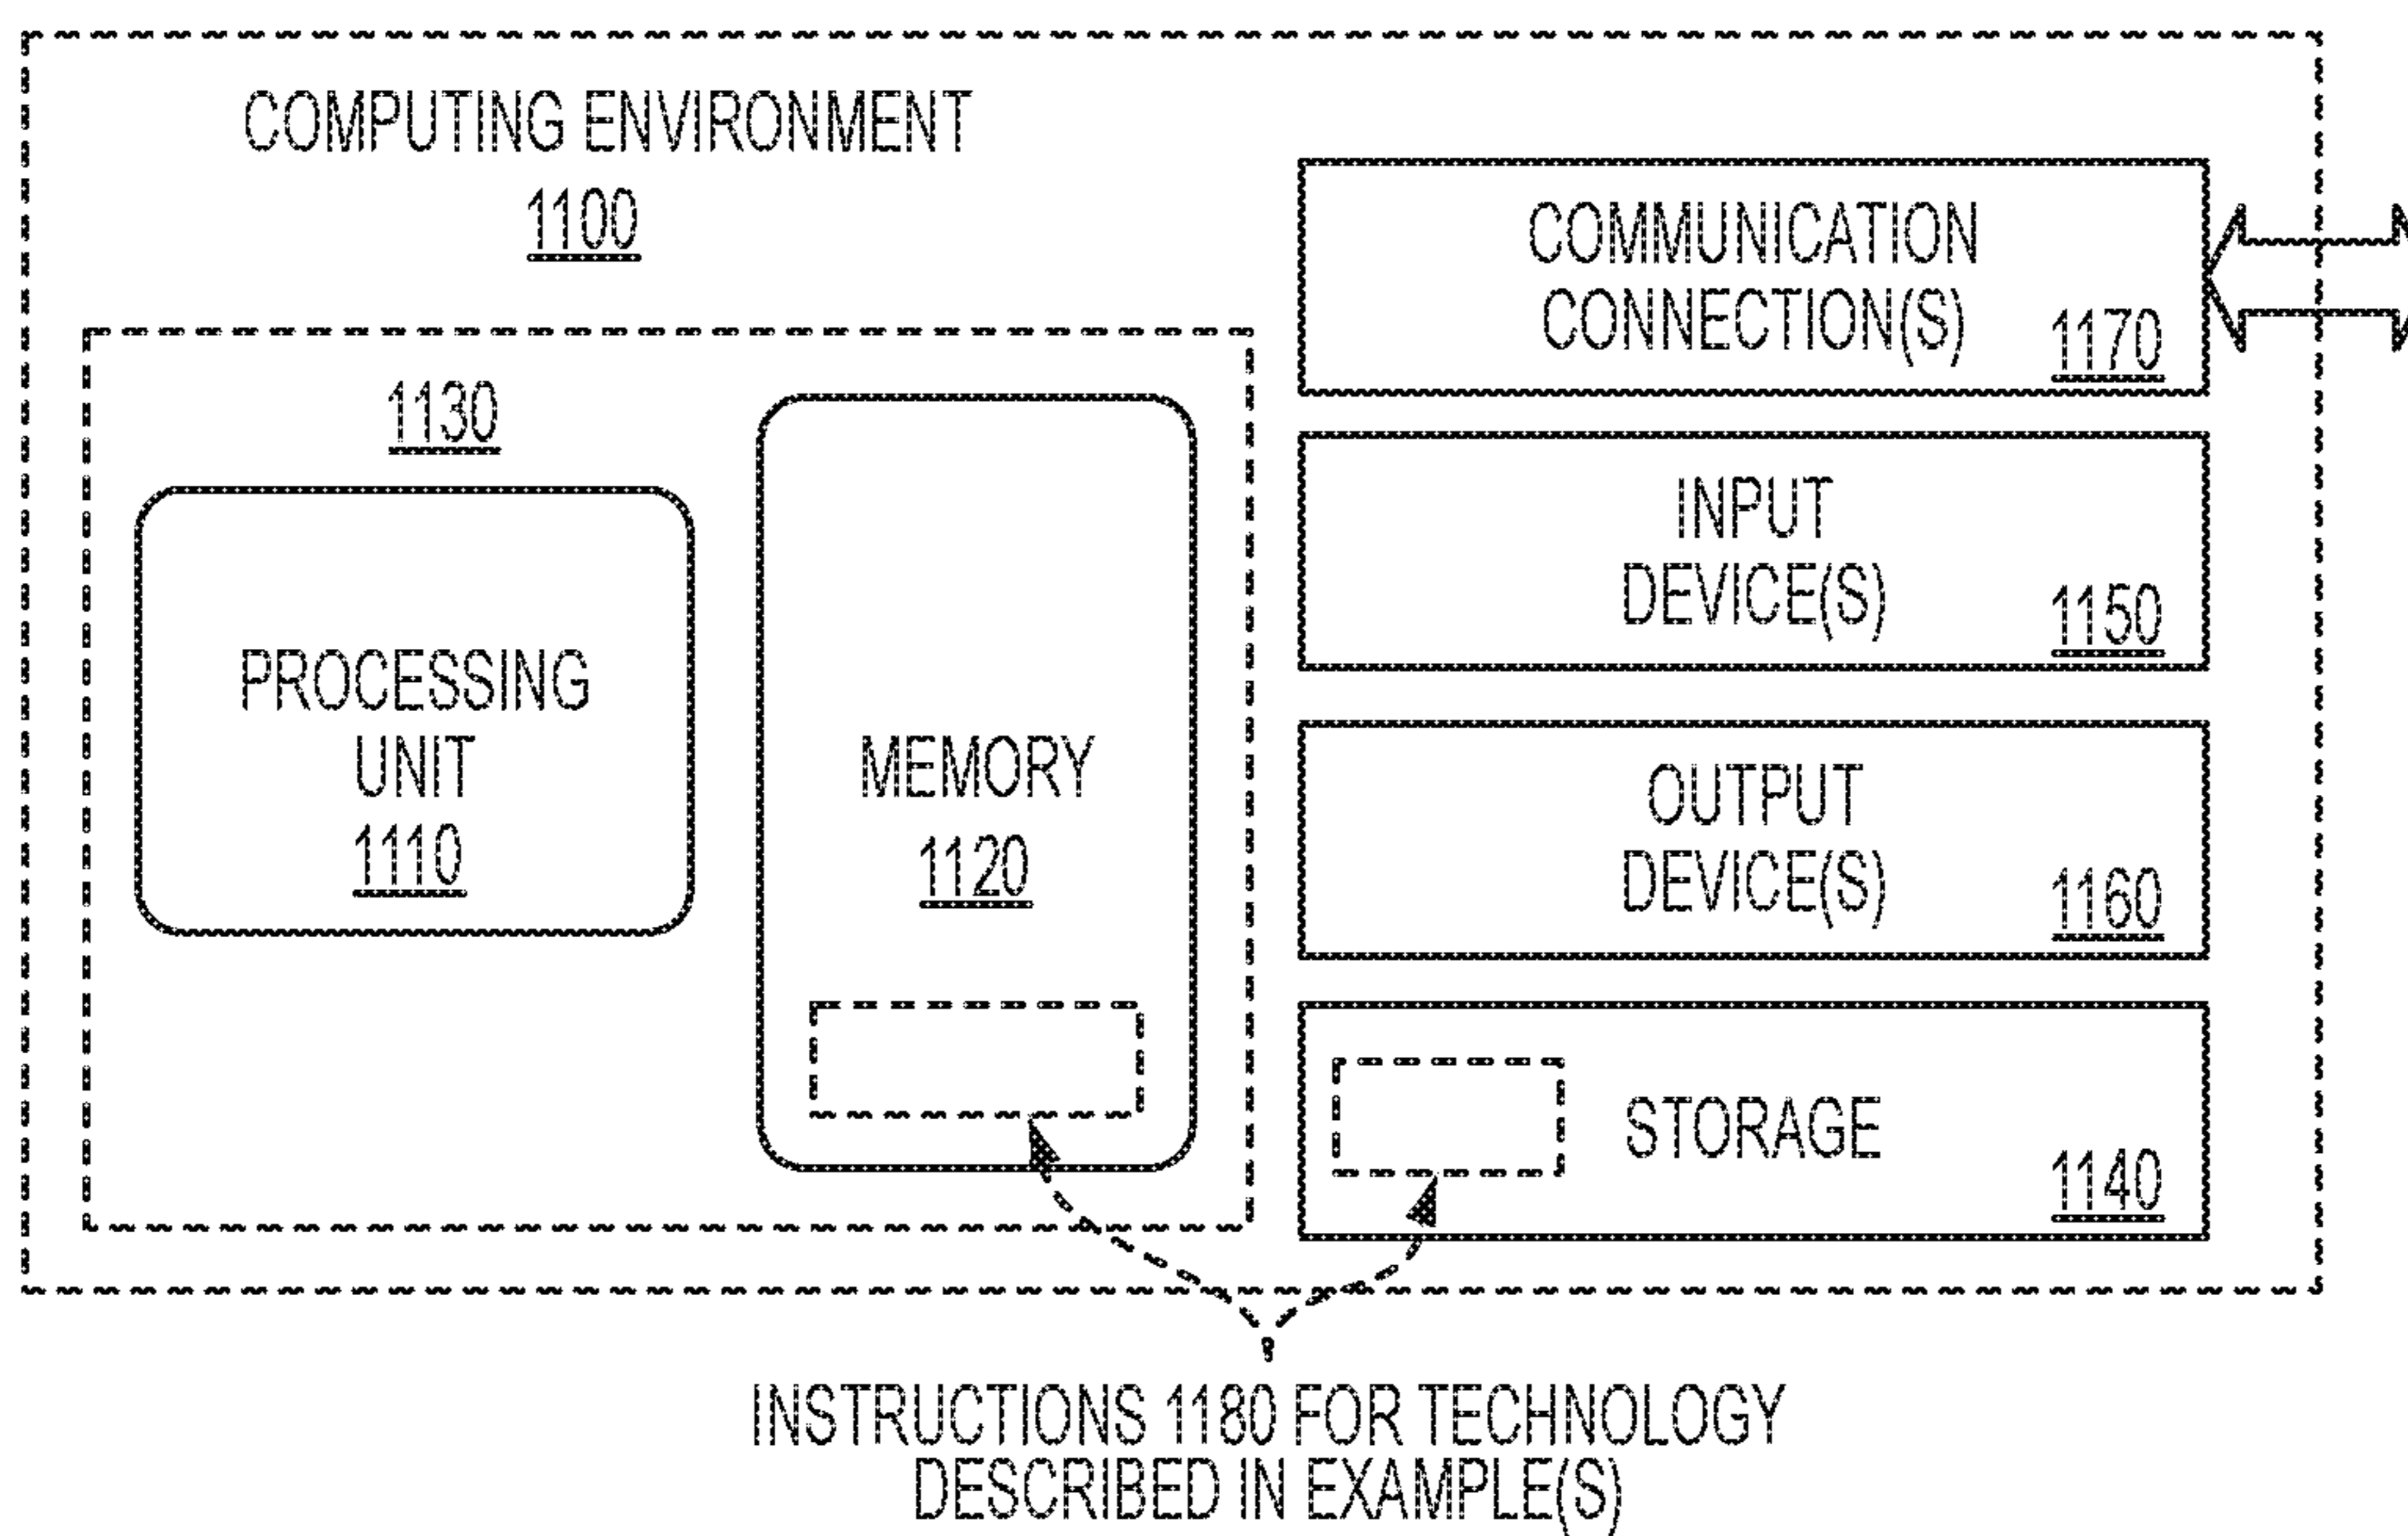 COMPUTING ENVIRONMENT
1100
1130
PROCESSING
UNIT
1110
MEMORY
1120
COMMUNICATION
CONNECTION(S)
1170
INPUT
DEVICE(S)
1150
OUTPUT
DEVICE(S)
1160
STORAGE
1140
INSTRUCTIONS 1180 FOR TECHNOLOGY
DESCRIBED IN EXAMPLE(S)